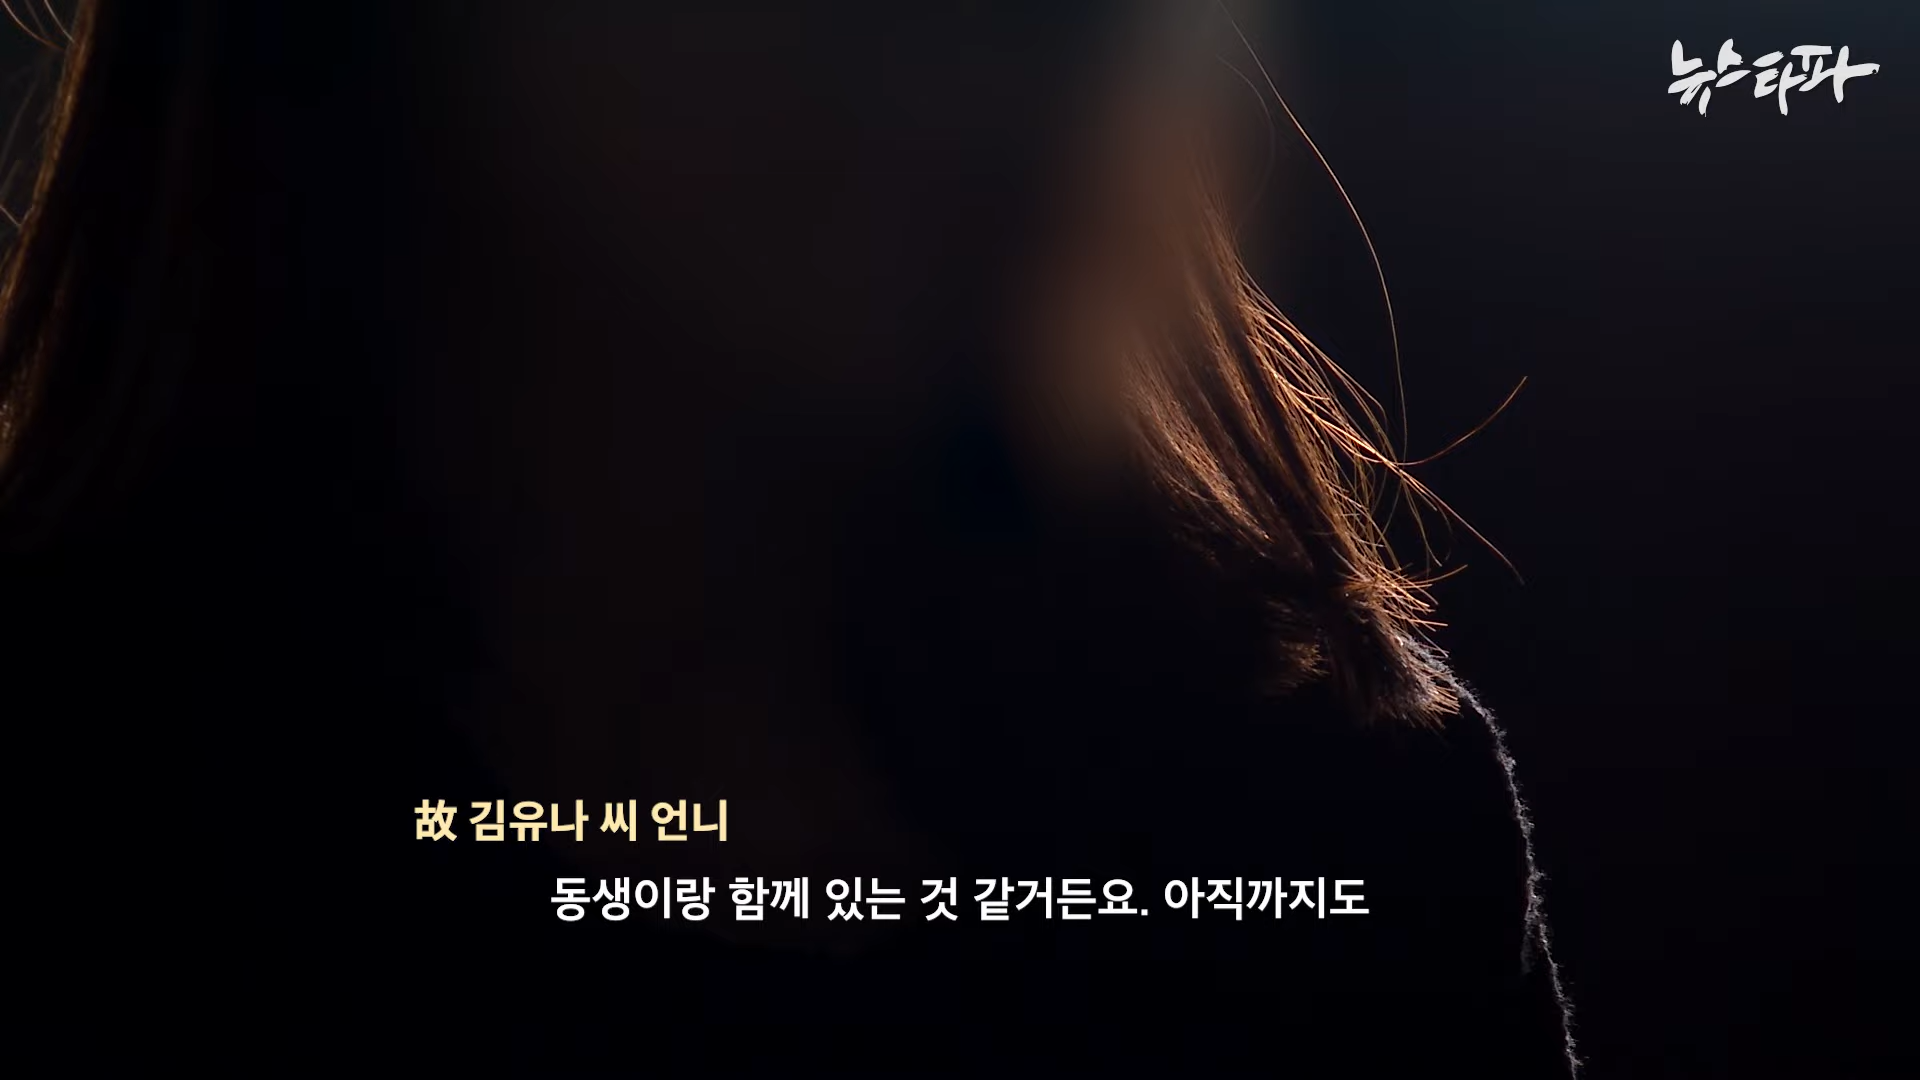 뉴스타파
故 김유나 씨 언니
동생이랑 함께 있는 것 같거든요. 아직까지도